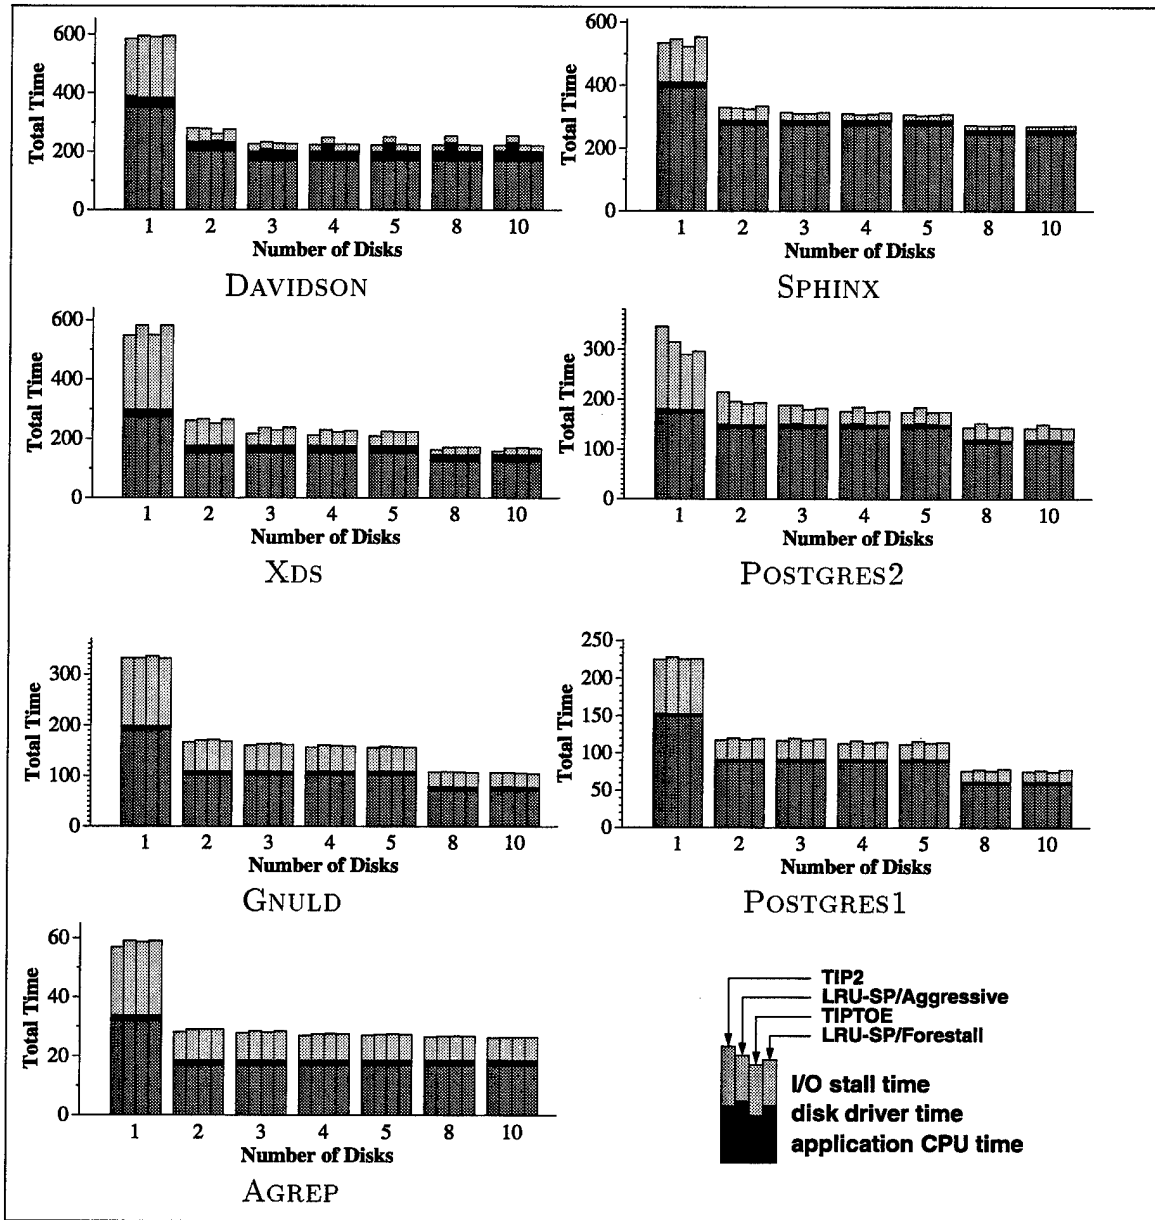 Total Time
600
400
200
0
1 2 3 4 5 8 10
Number of Disks
DAVIDSON
Total Time
600
400
200
0
1 2 3 4 5 8 10
Number of Disks
SPHINX
Total Time
600
400
200
0
1 2 3 4 5 8 10
Number of Disks
XDS
Total Time
300
200
100
0
1 2 3 4 5 8 10
Number of Disks
POSTGRES2
Total Time
300
200
100
0
1 2 3 4 5 8 10
Number of Disks
GNULD
Total Time
250
200
150
100
50
0
1 2 3 4 5 8 10
Number of Disks
POSTGRES1
Total Time
60
40
20
0
1 2 3 4 5 8 10
Number of Disks
AGREP
TIP2
LRU-SP/Aggressive
TIPTOE
LRU-SP/Forestall
I/O stall time
disk driver time
application CPU time